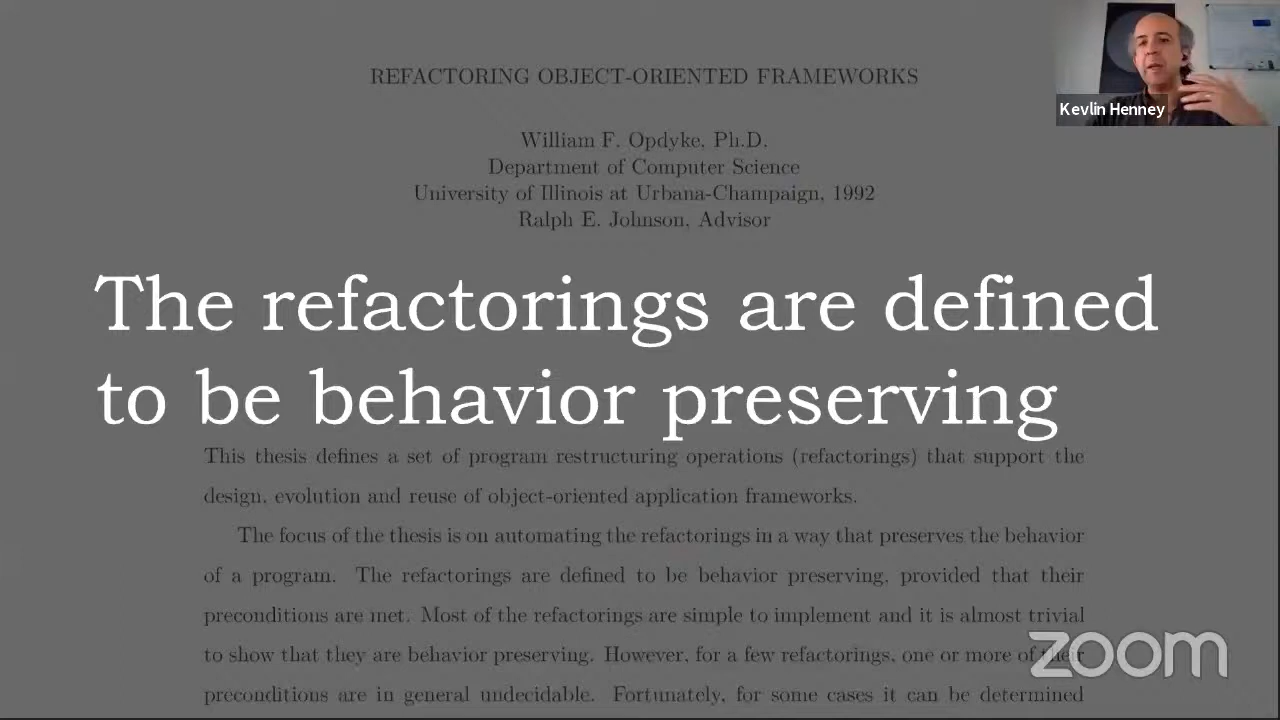 REFACTORING OBJECT-ORIENTED FRAMEWORKS
Kevlin Henney
William F. Opdyke, Ph.D.
Department of Computer Science
University of Illinois at Urbana-Champaign, 1992
Ralph E. Johnson, Advisor
The refactorings are defined
to be behavior preserving
This thesis defines a set of program restructuring operations (refactorings) that support the
design, evolution and reuse of object-oriented application frameworks.
The focus of the thesis is on automating the refactorings in a way that preserves the behavior
of a program. The refactorings are defined to be behavior preserving, provided that their
preconditions are met. Most of the refactorings are simple to implement and it is almost trivial
to show that they are behavior preserving. However, for a few refactorings, one or more of their
preconditions are in general undecidable. Fortunately, for some cases it can be determined
zoom